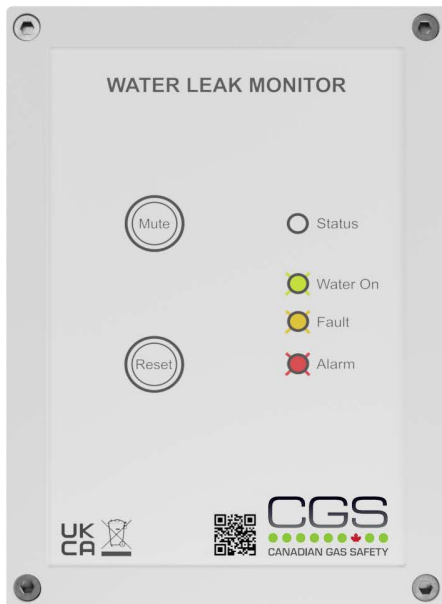 WATER LEAK MONITOR
Mute
Status
Water On
Fault
Reset
Alarm
UK
CA
CGS
CANADIAN GAS SAFETY